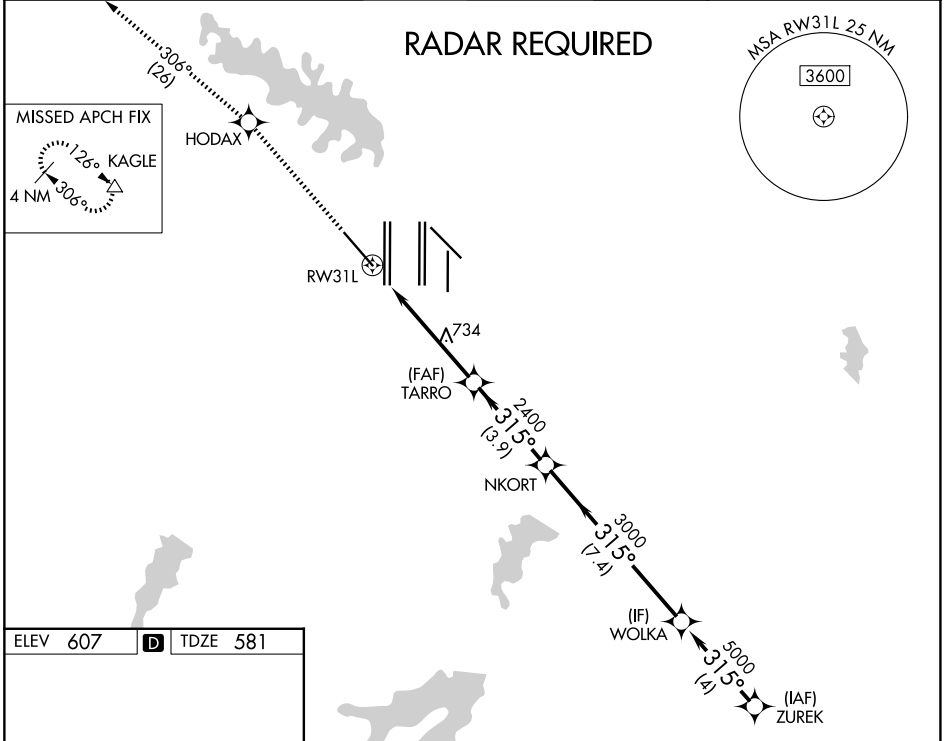 RADAR REQUIRED
MSA RW31L 25 NM
3600
306°
(26)
HODAX
MISSED APCH FIX
126°
KAGLE
306°
4 NM
RW31L
734
(FAF)
TARRO
2400
315°
(3.9)
NKORT
3000
315°
(7.4)
(IF)
WOLKA
5000
315°
(4)
(IAF)
ZUREK
ELEV 607 D TDZE 581